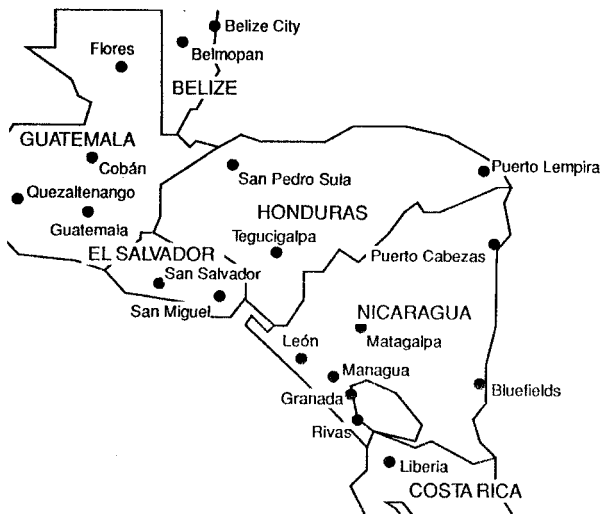 Belize City
Flores
Belmopan
BELIZE
GUATEMALA
Cobán
San Pedro Sula
Puerto Lempira
Quezaltenango
HONDURAS
Guatemala
Tegucigalpa
EL SALVADOR
Puerto Cabezas
San Salvador
San Miguel
NICARAGUA
León
Matagalpa
Managua
Granada
Bluefields
Rivas
Liberia
COSTA RICA